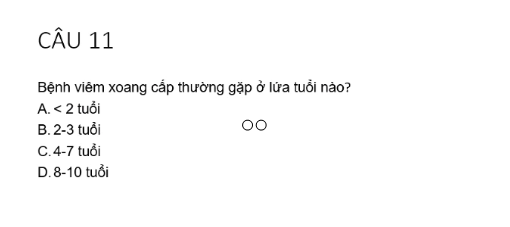 CÂU 11
Bệnh viêm xoang cấp thường gặp ở lứa tuổi nào?
A. < 2 tuổi
B. 2-3 tuổi
C. 4-7 tuổi
D. 8-10 tuổi